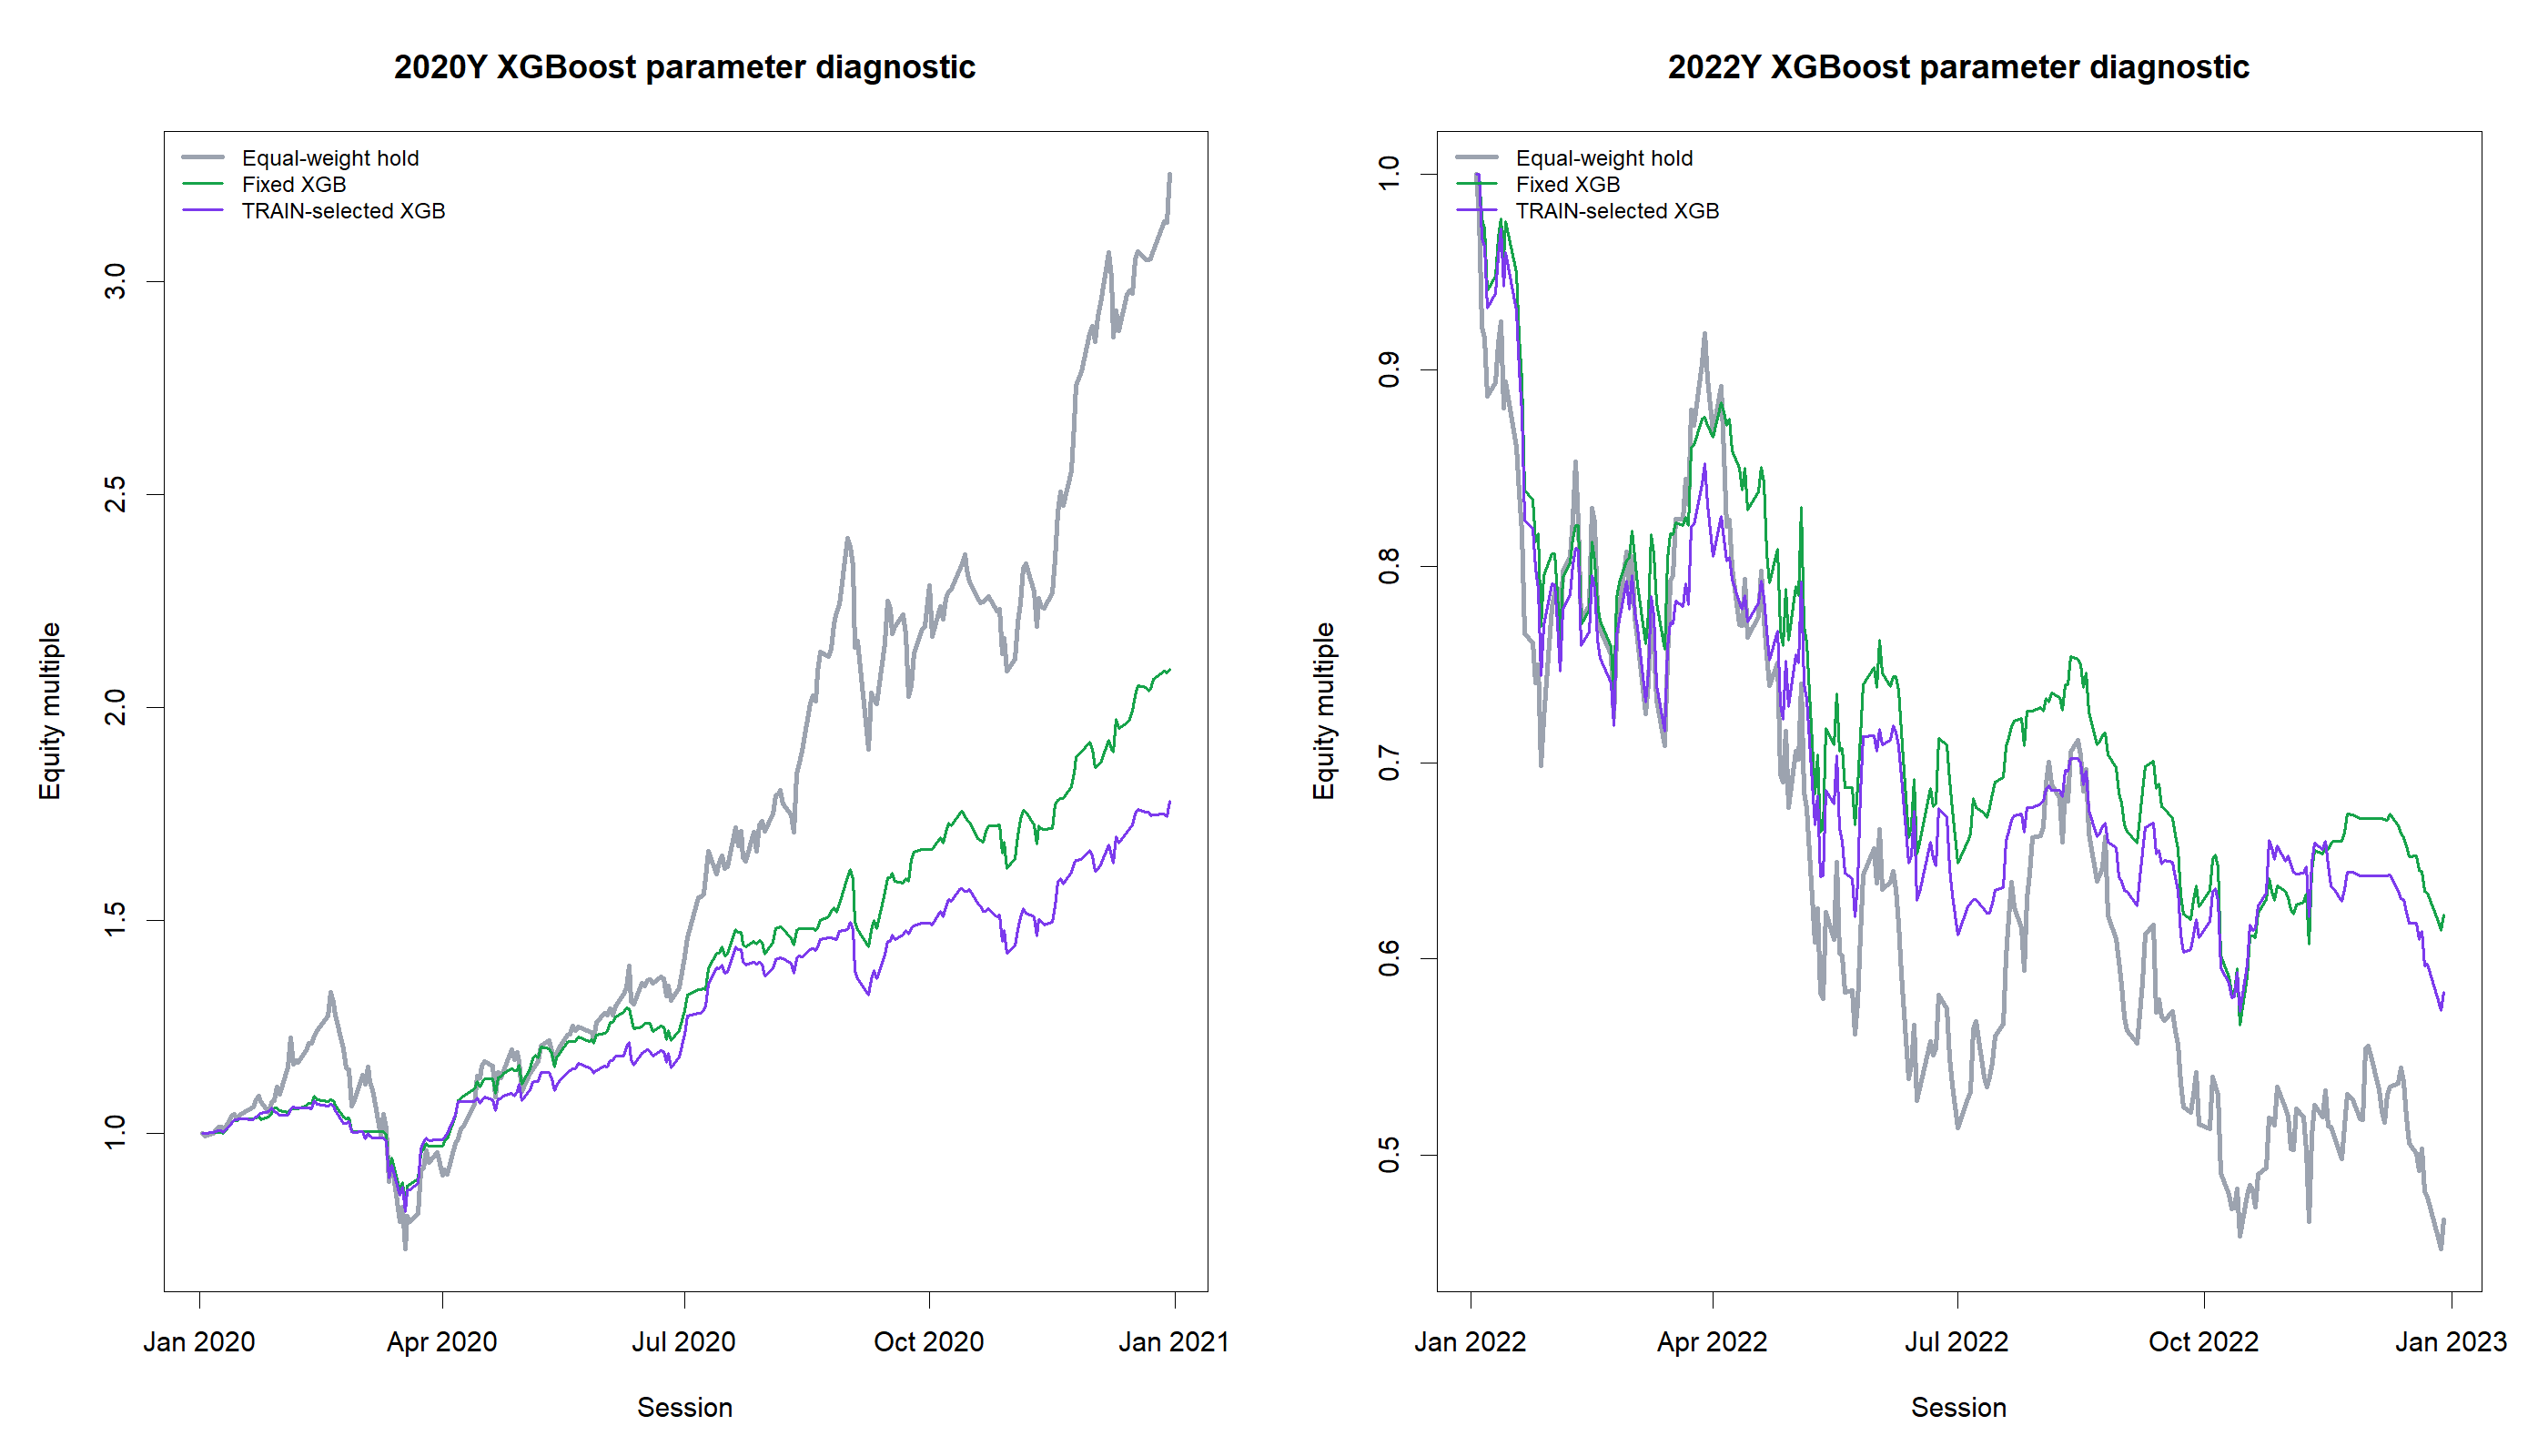 2020Y XGBoost parameter diagnostic
Equal-weight hold
Fixed XGB
TRAIN-selected XGB
Equity multiple
3.0
2.5
2.0
1.5
1.0
Jan 2020
Apr 2020
Jul 2020
Oct 2020
Jan 2021
Session
2022Y XGBoost parameter diagnostic
Equal-weight hold
Fixed XGB
TRAIN-selected XGB
Equity multiple
1.0
0.9
0.8
0.7
0.6
0.5
Jan 2022
Apr 2022
Jul 2022
Oct 2022
Jan 2023
Session